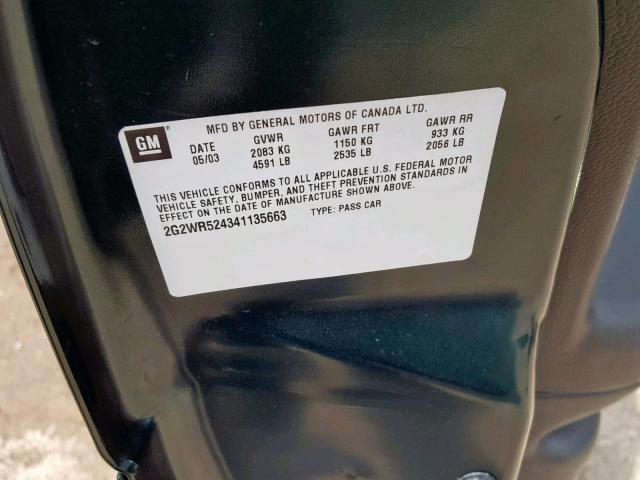 MFD BY GENERAL MOTORS OF CANADA LTD.
GM DATE GVWR GAWR FRT GAWR RR
05/03 2083 KG 1150 KG 933 KG
4591 LB 2535 LB 2056 LB
THIS VEHICLE CONFORMS TO ALL APPLICABLE U.S. FEDERAL MOTOR
VEHICLE SAFETY, BUMPER, AND THEFT PREVENTION STANDARDS IN
EFFECT ON THE DATE OF MANUFACTURE SHOWN ABOVE.
2G2WR524341135663 TYPE: PASS CAR